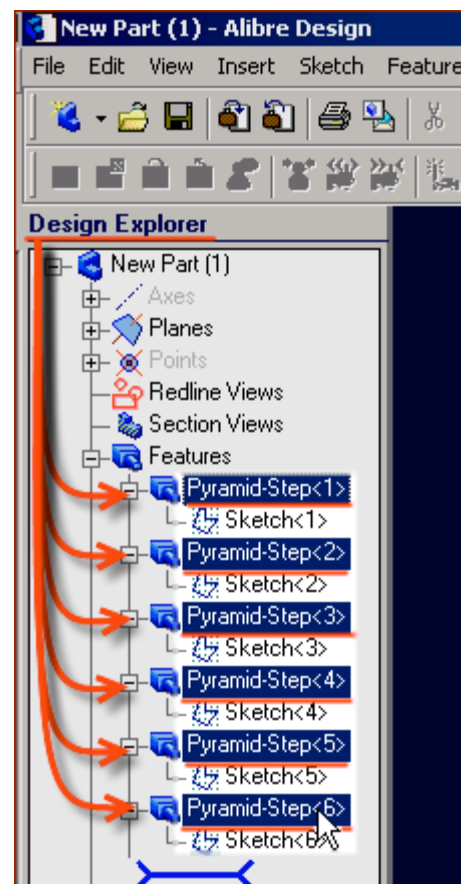 New Part (1) - Alibre Design
File Edit View Insert Sketch Feature
Design Explorer
New Part (1)
Axes
Planes
Points
Redline Views
Section Views
Features
Pyramid-Step<1>
Sketch<1>
Pyramid-Step<2>
Sketch<2>
Pyramid-Step<3>
Sketch<3>
Pyramid-Step<4>
Sketch<4>
Pyramid-Step<5>
Sketch<5>
Pyramid-Step<6>
Sketch<6>